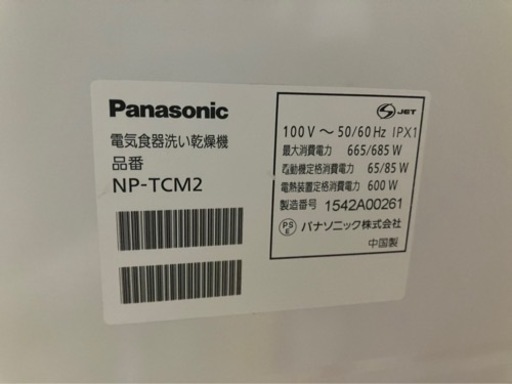 Panasonic
電気食器洗い乾燥機
品番
NP-TCM2
JET
100V～50/60Hz IPX1
最大消費電力 665/685W
電動機定格消費電力 65/85W
電熱装置定格消費電力 600W
製造番号 1542A00261
PS
E
パナソニック株式会社
中国製